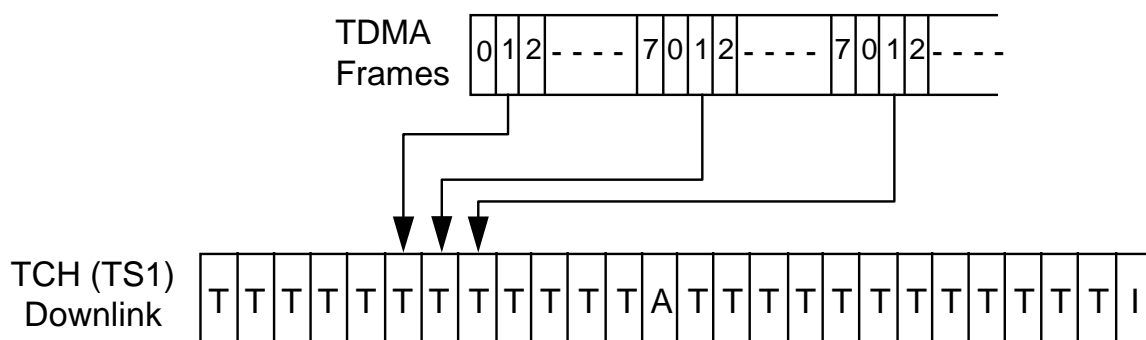 TDMA
Frames
0 1 2 - - - - 7 0 1 2 - - - - 7 0 1 2 - - - -
TCH (TS1)
Downlink
T T T T T T T T T T T T A T T T T T T T T T T T T I